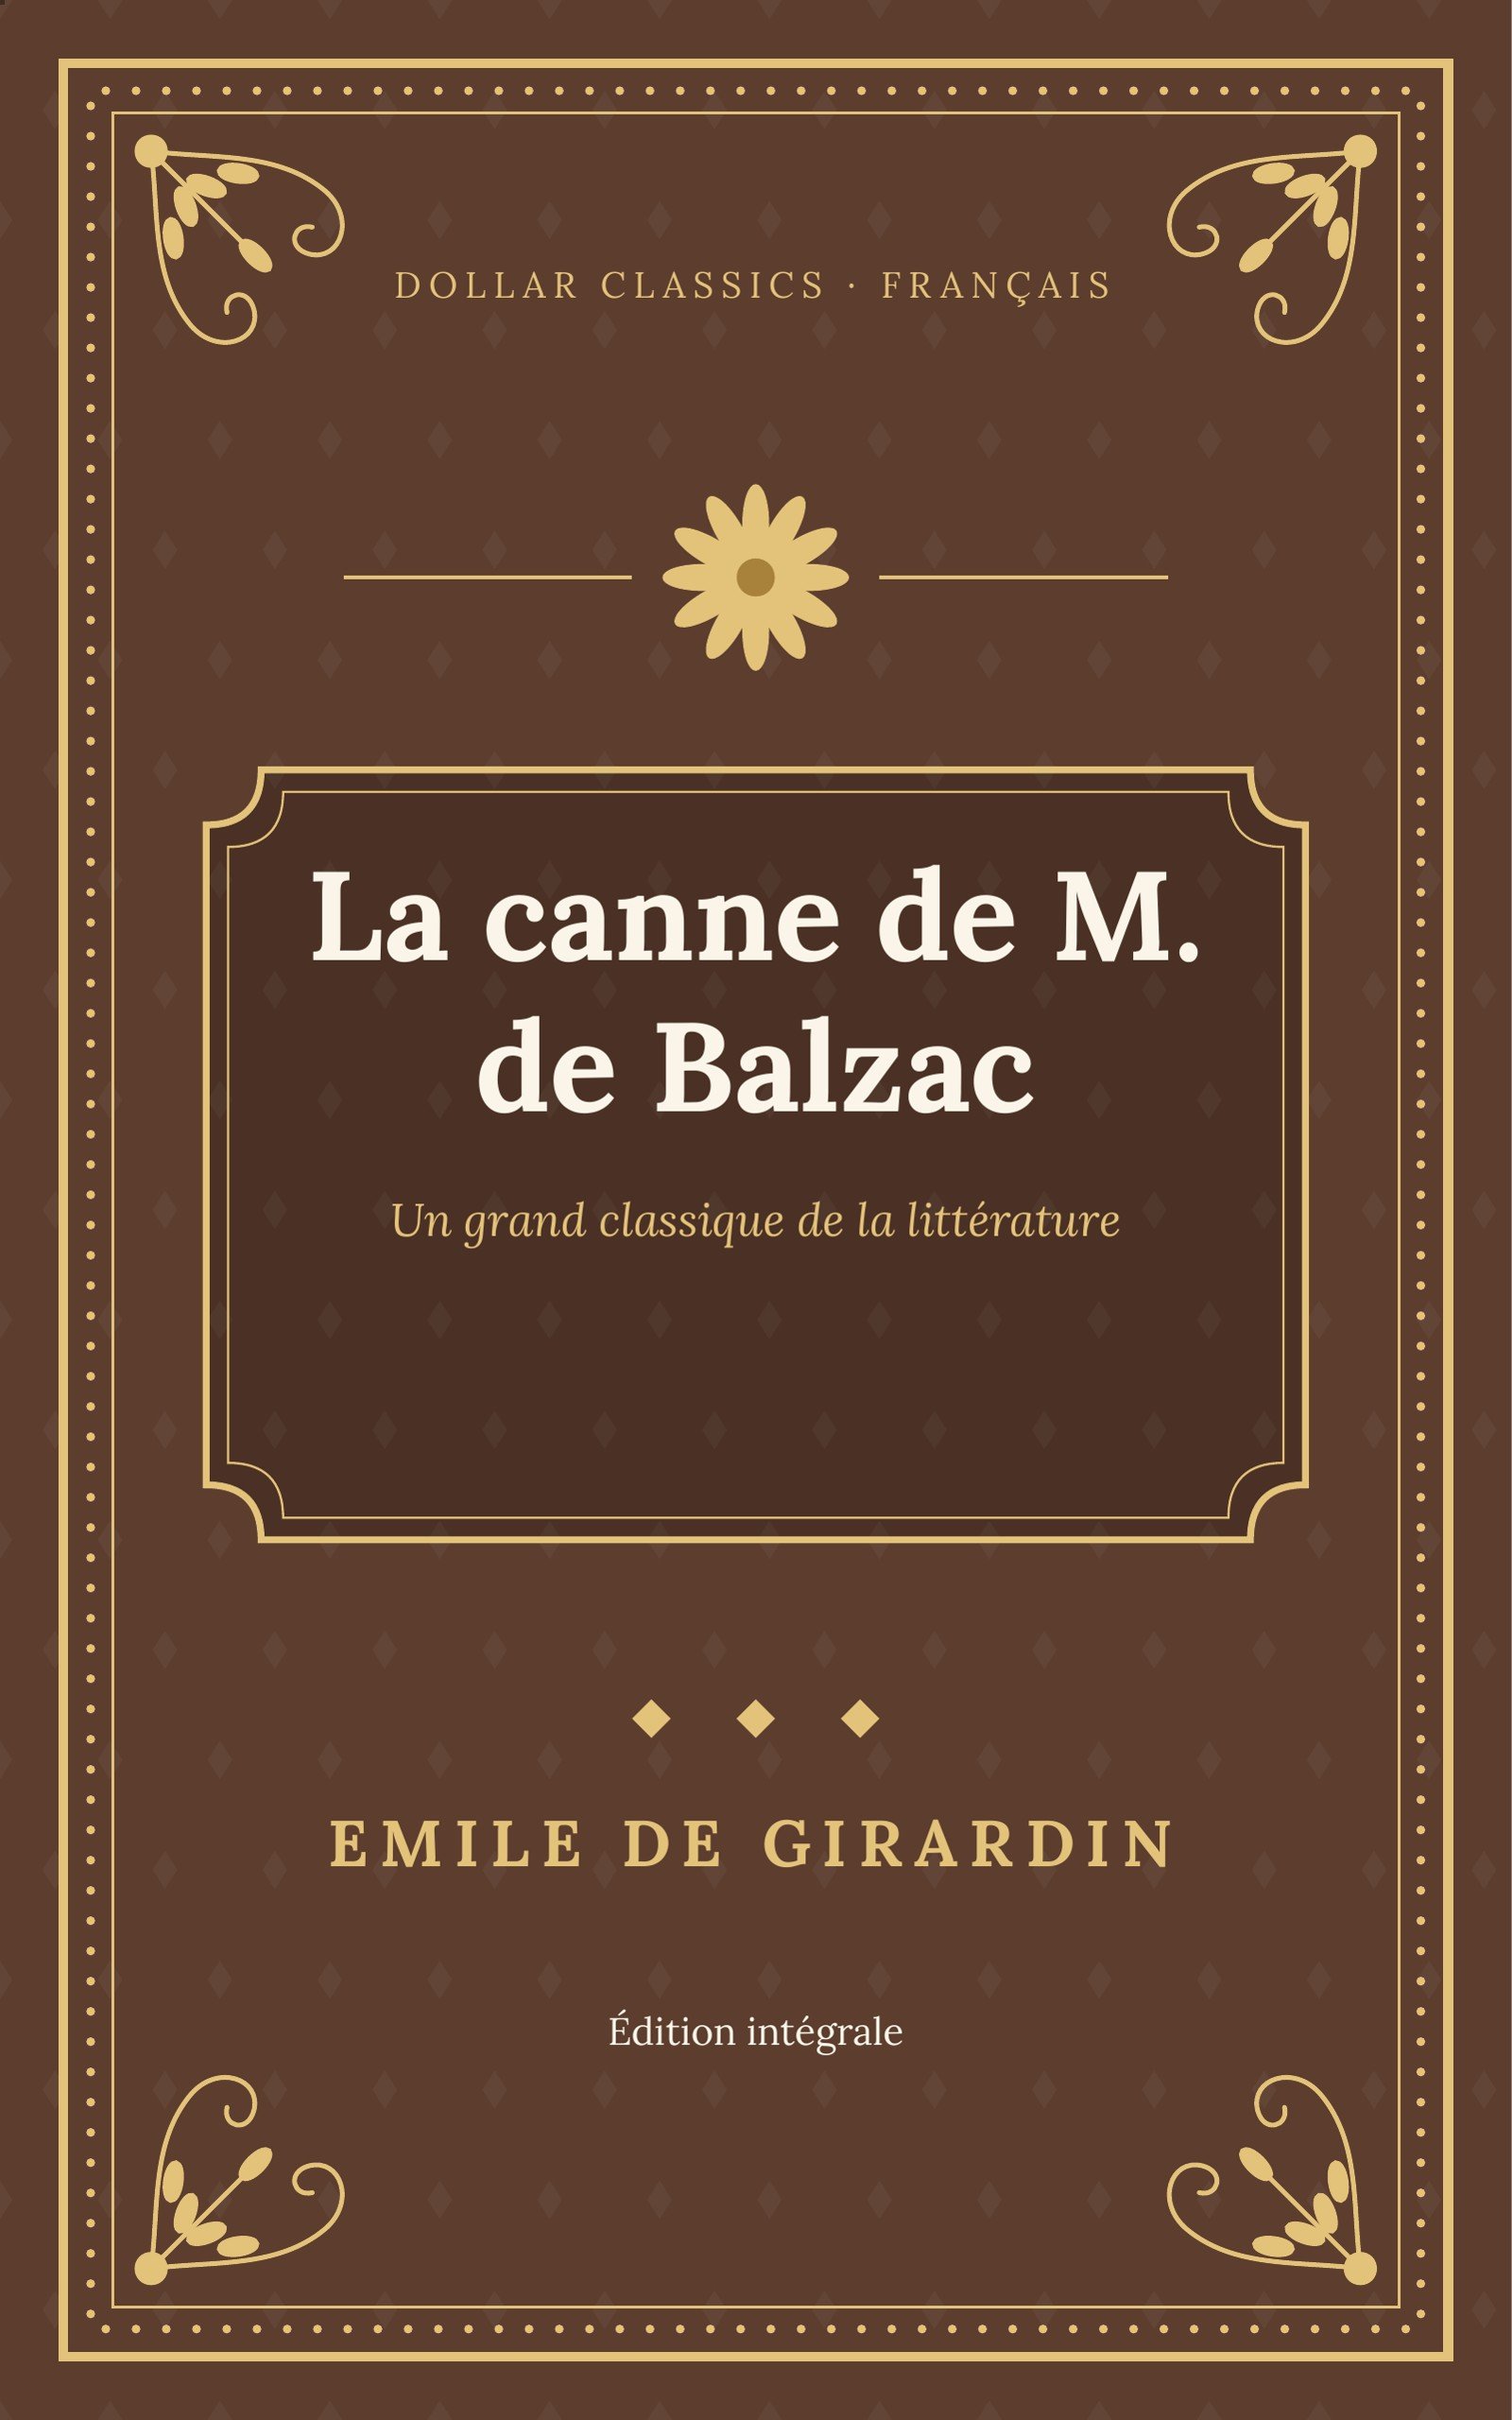 DOLLAR CLASSICS · FRANÇAIS
La canne de M.
de Balzac
Un grand classique de la littérature
EMILE DE GIRARDIN
Édition intégrale